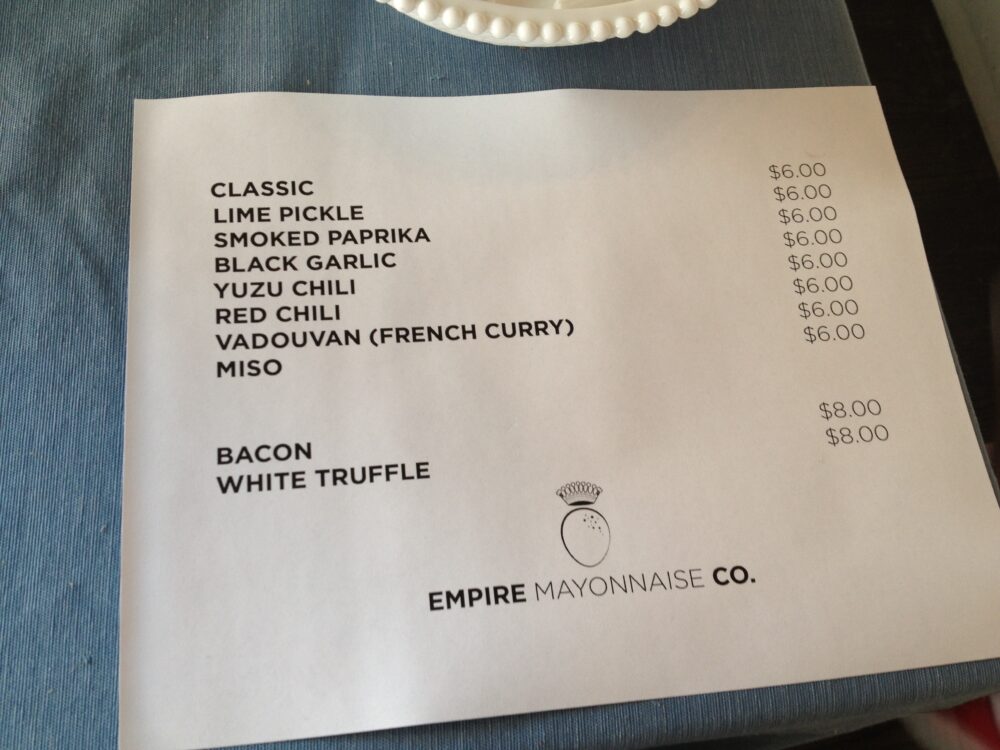 CLASSIC $6.00
LIME PICKLE $6.00
SMOKED PAPRIKA $6.00
BLACK GARLIC $6.00
YUZU CHILI $6.00
RED CHILI $6.00
VADOUVAN (FRENCH CURRY) $6.00
MISO $6.00
BACON $8.00
WHITE TRUFFLE $8.00
EMPIRE MAYONNAISE CO.